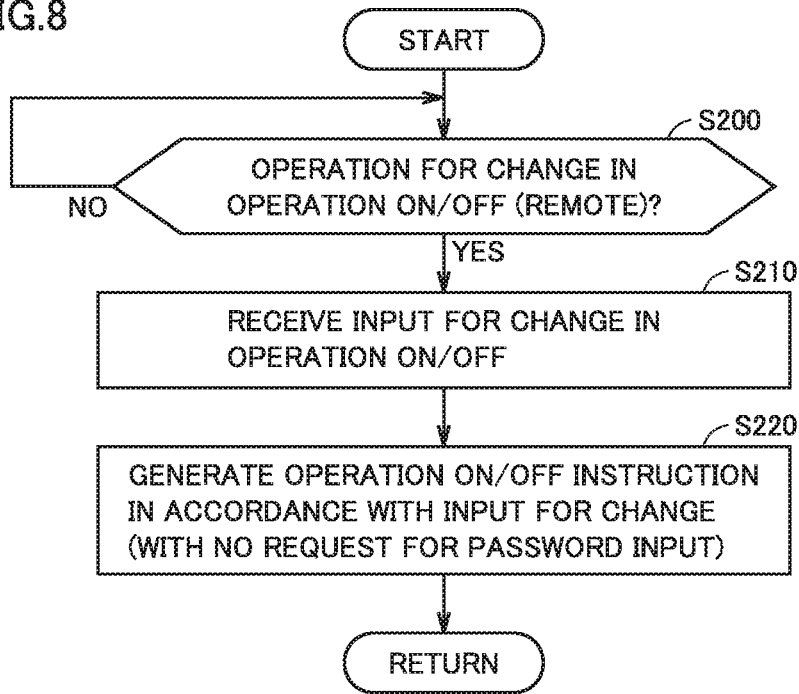 IG.8
START
S200
OPERATION FOR CHANGE IN
OPERATION ON/OFF (REMOTE)?
NO
YES
S210
RECEIVE INPUT FOR CHANGE IN
OPERATION ON/OFF
S220
GENERATE OPERATION ON/OFF INSTRUCTION
IN ACCORDANCE WITH INPUT FOR CHANGE
(WITH NO REQUEST FOR PASSWORD INPUT)
RETURN